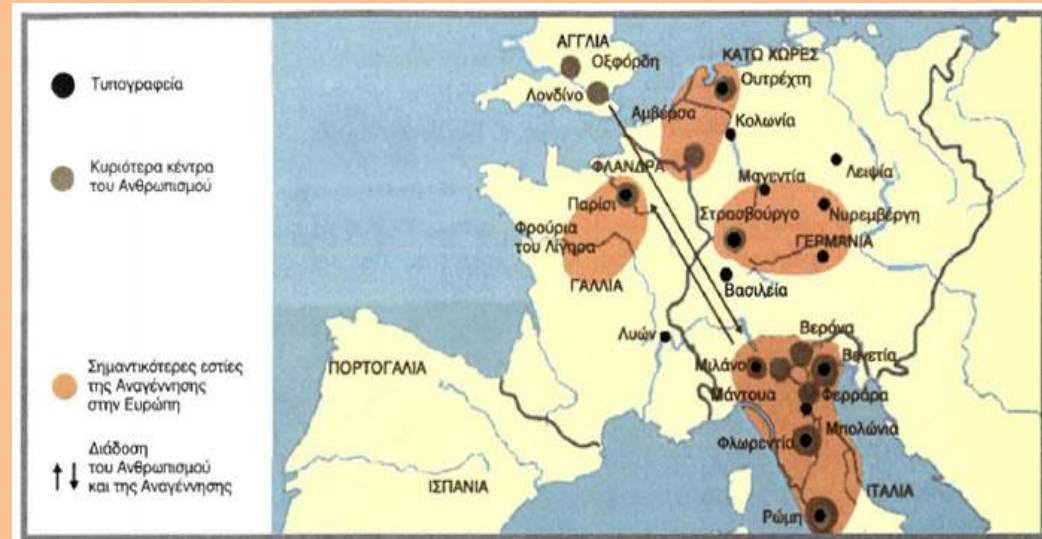 Τυπογραφεία
Κυριότερα κέντρα
του Ανθρωπισμού
Σημαντικότερες εστίες
της Αναγέννησης
στην Ευρώπη
Διάδοση
του Ανθρωπισμού
και της Αναγέννησης
ΑΓΓΛΙΑ
Οξφόρδη
Λονδίνο
ΚΑΤΩ ΧΩΡΕΣ
Ουτρέχτη
Αμβέρσα
Κολωνία
ΦΛΑΝΔΡΑ
Μαγεντία
Λειψία
Παρίσι
Στρασβούργο
Νυρεμβέργη
Φρούρια
του Λίγηρα
ΓΕΡΜΑΝΙΑ
ΓΑΛΛΙΑ
Βασιλεία
Λυών
Βερόνα
ΠΟΡΤΟΓΑΛΙΑ
Μιλάνο
Βενετία
Μάντουα
Φερράρα
Μπολώνια
Φλωρεντία
ΙΣΠΑΝΙΑ
ΙΤΑΛΙΑ
Ρώμη